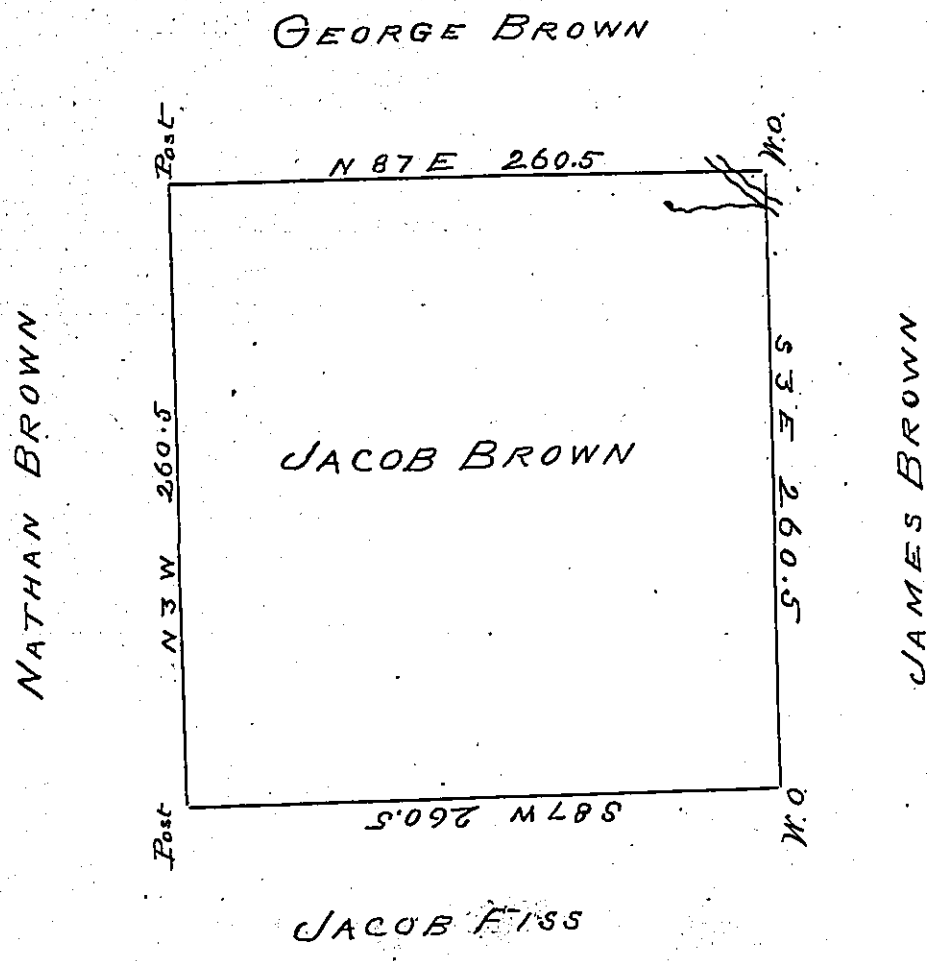 GEORGE BROWN
Post
W.O.
N 87 E 260.5
NATHAN BROWN
N 3 W 260.5
JACOB BROWN
S 3 E 260.5
JAMES BROWN
S 87 W 260.5
Post
JACOB FISS